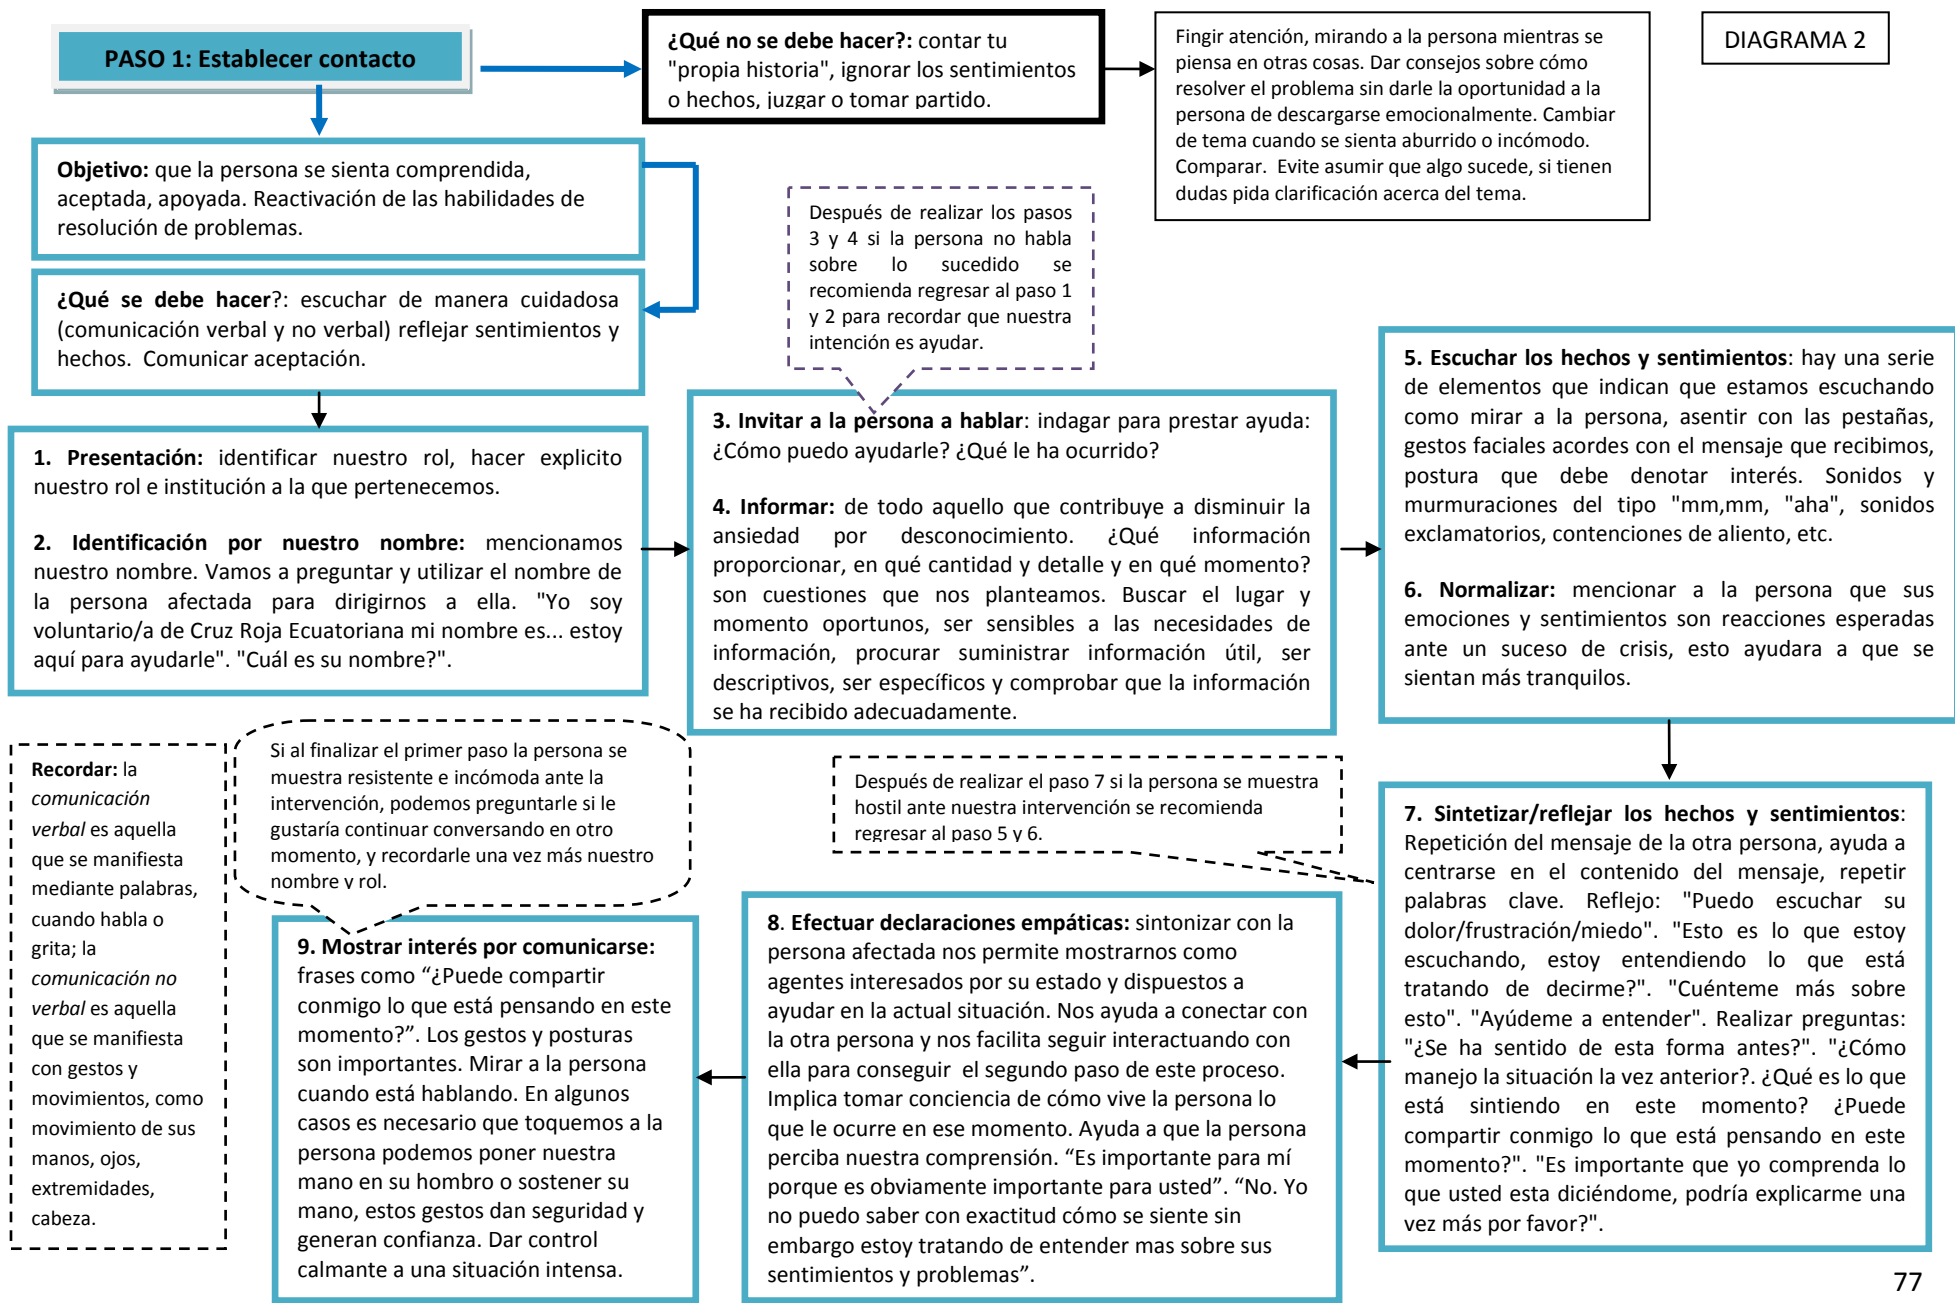 PASO 1: Establecer contacto
¿Qué no se debe hacer?: contar tu
"propia historia", ignorar los sentimientos
o hechos, juzgar o tomar partido.
Fingir atención, mirando a la persona mientras se
piensa en otras cosas. Dar consejos sobre cómo
resolver el problema sin darle la oportunidad a la
persona de descargarse emocionalmente. Cambiar
de tema cuando se sienta aburrido o incómodo.
Comparar.  Evite asumir que algo sucede, si tienen
dudas pida clarificación acerca del tema.
DIAGRAMA 2
Objetivo: que la persona se sienta comprendida,
aceptada, apoyada. Reactivación de las habilidades de
resolución de problemas.
¿Qué se debe hacer?: escuchar de manera cuidadosa
(comunicación verbal y no verbal) reflejar sentimientos y
hechos.  Comunicar aceptación.
Después de realizar los pasos
3 y 4 si la persona no habla
sobre lo sucedido se
recomienda regresar al paso 1
y 2 para recordar que nuestra
intención es ayudar.
1. Presentación: identificar nuestro rol, hacer explicito
nuestro rol e institución a la que pertenecemos.
2. Identificación por nuestro nombre: mencionamos
nuestro nombre. Vamos a preguntar y utilizar el nombre de
la persona afectada para dirigirnos a ella. "Yo soy
voluntario/a de Cruz Roja Ecuatoriana mi nombre es... estoy
aquí para ayudarle". "Cuál es su nombre?".
3. Invitar a la persona a hablar: indagar para prestar ayuda:
¿Cómo puedo ayudarle? ¿Qué le ha ocurrido?
4. Informar: de todo aquello que contribuye a disminuir la
ansiedad por desconocimiento. ¿Qué información
proporcionar, en qué cantidad y detalle y en qué momento?
son cuestiones que nos planteamos. Buscar el lugar y
momento oportunos, ser sensibles a las necesidades de
información, procurar suministrar información útil, ser
descriptivos, ser específicos y comprobar que la información
se ha recibido adecuadamente.
5. Escuchar los hechos y sentimientos: hay una serie
de elementos que indican que estamos escuchando
como mirar a la persona, asentir con las pestañas,
gestos faciales acordes con el mensaje que recibimos,
postura que debe denotar interés. Sonidos y
murmuraciones del tipo "mm,mm, "aha", sonidos
exclamatorios, contenciones de aliento, etc.
6. Normalizar: mencionar a la persona que sus
emociones y sentimientos son reacciones esperadas
ante un suceso de crisis, esto ayudara a que se
sientan más tranquilos.
Recordar: la
comunicación
verbal es aquella
que se manifiesta
mediante palabras,
cuando habla o
grita; la
comunicación no
verbal es aquella
que se manifiesta
con gestos y
movimientos, como
movimiento de sus
manos, ojos,
extremidades,
cabeza.
Si al finalizar el primer paso la persona se
muestra resistente e incómoda ante la
intervención, podemos preguntarle si le
gustaría continuar conversando en otro
momento, y recordarle una vez más nuestro
nombre y rol.
Después de realizar el paso 7 si la persona se muestra
hostil ante nuestra intervención se recomienda
regresar al paso 5 y 6.
7. Sintetizar/reflejar los hechos y sentimientos:
Repetición del mensaje de la otra persona, ayuda a
centrarse en el contenido del mensaje, repetir
palabras clave. Reflejo: "Puedo escuchar su
dolor/frustración/miedo". "Esto es lo que estoy
escuchando, estoy entendiendo lo que está
tratando de decirme?". "Cuénteme más sobre
esto". "Ayúdeme a entender". Realizar preguntas:
"¿Se ha sentido de esta forma antes?". "¿Cómo
manejo la situación la vez anterior?. ¿Qué es lo que
está sintiendo en este momento? ¿Puede
compartir conmigo lo que está pensando en este
momento?". "Es importante que yo comprenda lo
que usted esta diciéndome, podría explicarme una
vez más por favor?".
8. Efectuar declaraciones empáticas: sintonizar con la
persona afectada nos permite mostrarnos como
agentes interesados por su estado y dispuestos a
ayudar en la actual situación. Nos ayuda a conectar con
la otra persona y nos facilita seguir interactuando con
ella para conseguir  el segundo paso de este proceso.
Implica tomar conciencia de cómo vive la persona lo
que le ocurre en ese momento. Ayuda a que la persona
perciba nuestra comprensión. “Es importante para mí
porque es obviamente importante para usted”. “No. Yo
no puedo saber con exactitud cómo se siente sin
embargo estoy tratando de entender mas sobre sus
sentimientos y problemas”.
9. Mostrar interés por comunicarse:
frases como “¿Puede compartir
conmigo lo que está pensando en este
momento?”. Los gestos y posturas
son importantes. Mirar a la persona
cuando está hablando. En algunos
casos es necesario que toquemos a la
persona podemos poner nuestra
mano en su hombro o sostener su
mano, estos gestos dan seguridad y
generan confianza. Dar control
calmante a una situación intensa.
77